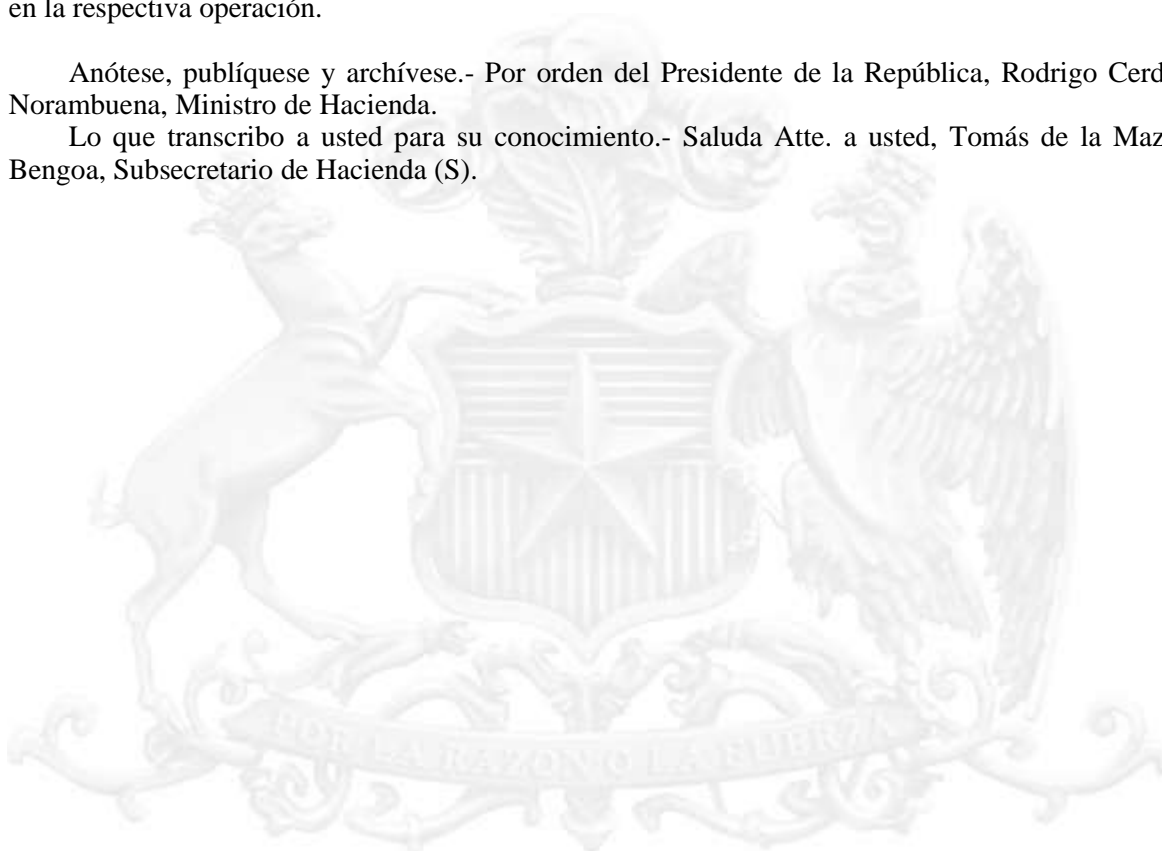 en la respectiva operación.
Anótese, publíquese y archívese.- Por orden del Presidente de la República, Rodrigo Cerd
Norambuena, Ministro de Hacienda.
Lo que transcribo a usted para su conocimiento.- Saluda Atte. a usted, Tomás de la Maz
Bengoa, Subsecretario de Hacienda (S).
POR LA RAZON O LA FUERZA